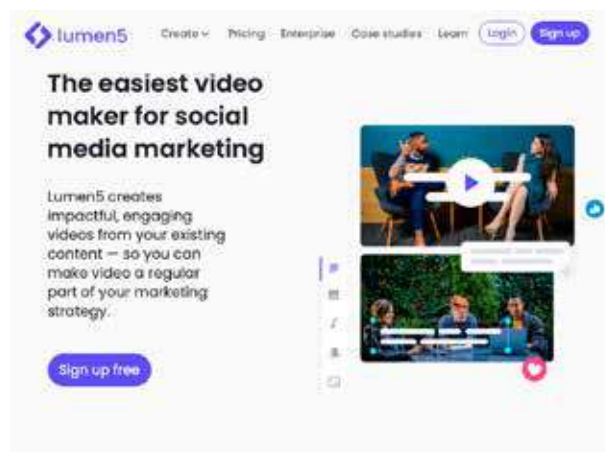 lumen5 Create Pricing Enterprise Case studies Learn Login Sign up
The easiest video
maker for social
media marketing
Lumen5 creates
impactful, engaging
videos from your existing
content — so you can
make video a regular
part of your marketing
strategy.
Sign up free